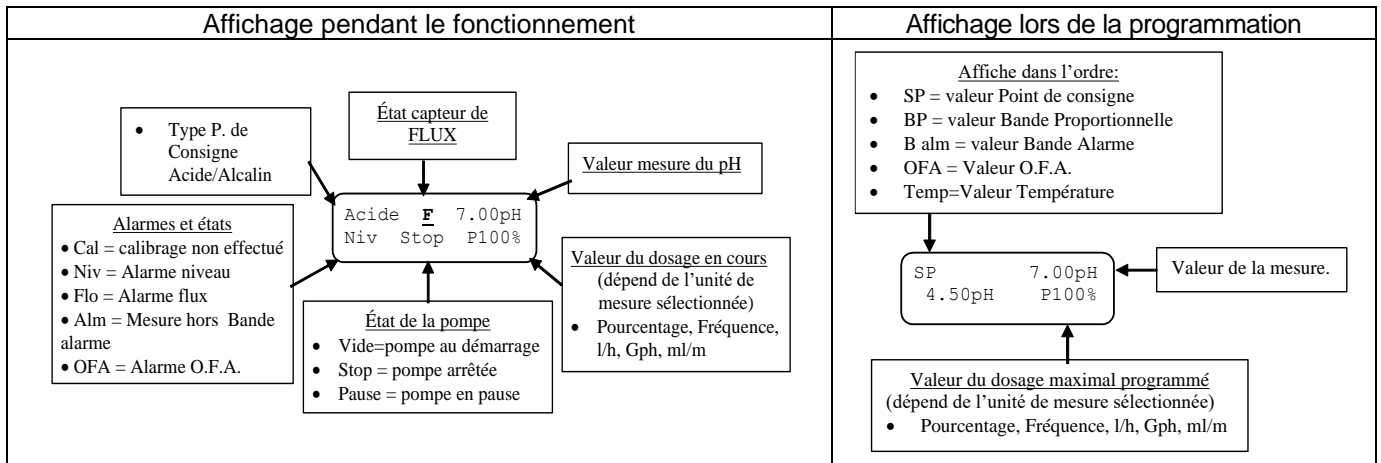 Affichage pendant le fonctionnement
• Type P. de
Consigne
Acide/Alcalin
État capteur de
FLUX
Valeur mesure du pH
Acide F 7.00pH
Niv Stop P100%
Alarmes et états
• Cal = calibrage non effectué
• Niv = Alarme niveau
• Flo = Alarme flux
• Alm = Mesure hors Bande
alarme
• OFA = Alarme O.F.A.
État de la pompe
• Vide=pompe au démarrage
• Stop = pompe arrêtée
• Pause = pompe en pause
Valeur du dosage en cours
(dépend de l'unité de
mesure sélectionnée)
• Pourcentage, Fréquence,
l/h, Gph, ml/m
Affichage lors de la programmation
Affiche dans l'ordre:
• SP = valeur Point de consigne
• BP = valeur Bande Proportionnelle
• B alm = valeur Bande Alarme
• OFA = Valeur O.F.A.
• Temp=Valeur Température
SP 7.00pH
4.50pH P100%
Valeur de la mesure.
Valeur du dosage maximal programmé
(dépend de l'unité de mesure sélectionnée)
• Pourcentage, Fréquence, l/h, Gph, ml/m